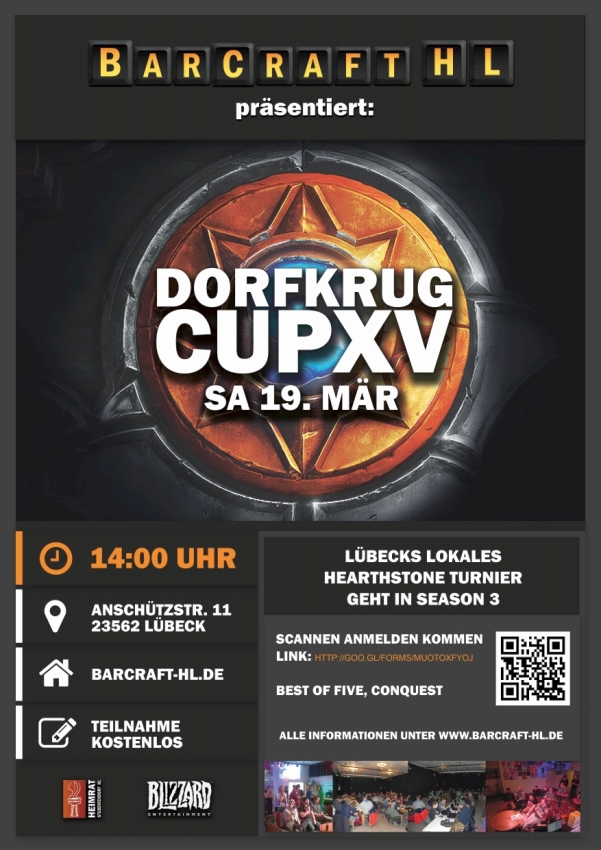 BARCRAFT HL
präsentiert:
DORFKRUG
CUPXV
SA 19. MÄR
14:00 UHR
ANSCHÜTZSTR. 11
23562 LÜBECK
BARCRAFT-HL.DE
TEILNAHME
KOSTENLOS
HEIMRAT
BLIZZARD
ENTERTAINMENT
LÜBECKS LOKALES
HEARTHSTONE TURNIER
GEHT IN SEASON 3
SCANNEN ANMELDEN KOMMEN
LINK: HTTP://GOO.GL/FORMS/MUOTOXFYOJ
BEST OF FIVE, CONQUEST
ALLE INFORMATIONEN UNTER WWW.BARCRAFT-HL.DE